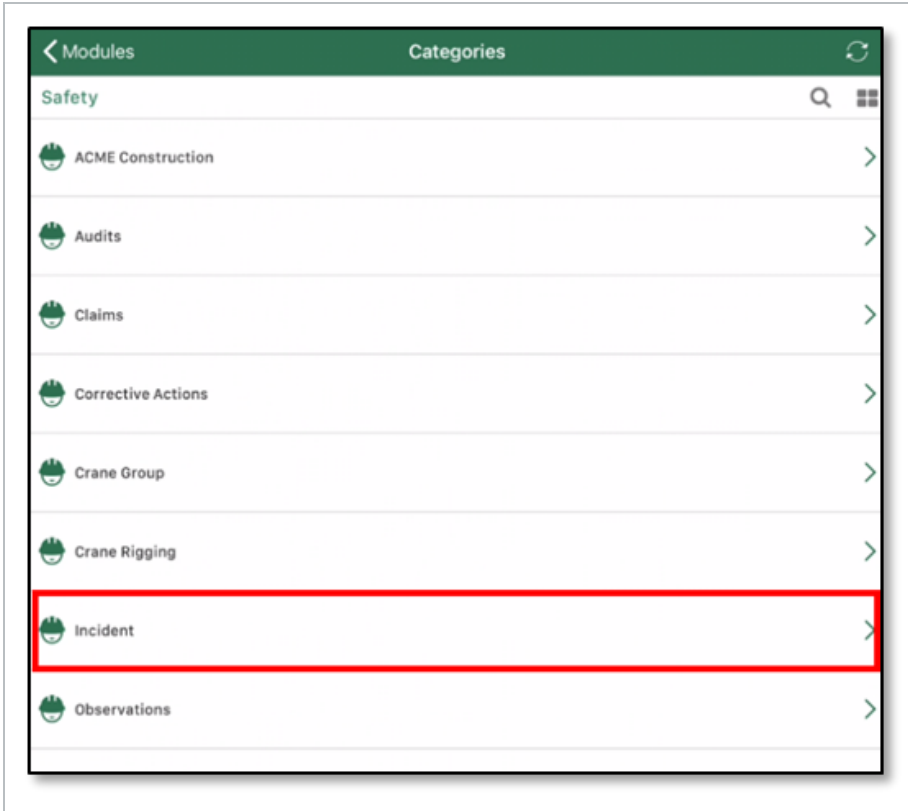 Modules
Categories
Safety
ACME Construction
Audits
Claims
Corrective Actions
Crane Group
Crane Rigging
Incident
Observations